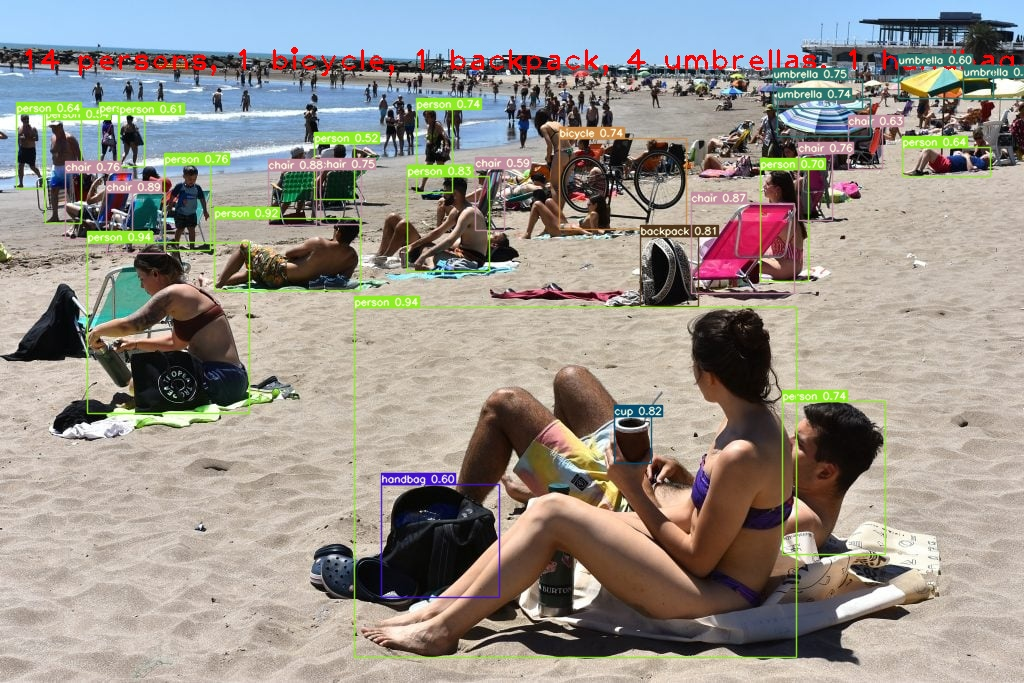 14 persons, 1 bicycle, 1 backpack, 4 umbrellas, 1 handbag
umbrella 0.60
umbrella 0.75
umbrella
umbrella 0.74
person 0.64
person 0.61
person 0.74
chair 0.63
bicycle 0.74
person 0.52
person 0.64
chair 0.76
person 0.76
chair 0.88
chair 0.75
chair 0.59
person 0.70
chair 0.76
person 0.83
chair 0.89
chair 0.87
person 0.92
backpack 0.81
person 0.94
person 0.94
person 0.74
cup 0.82
handbag 0.60
BURTON